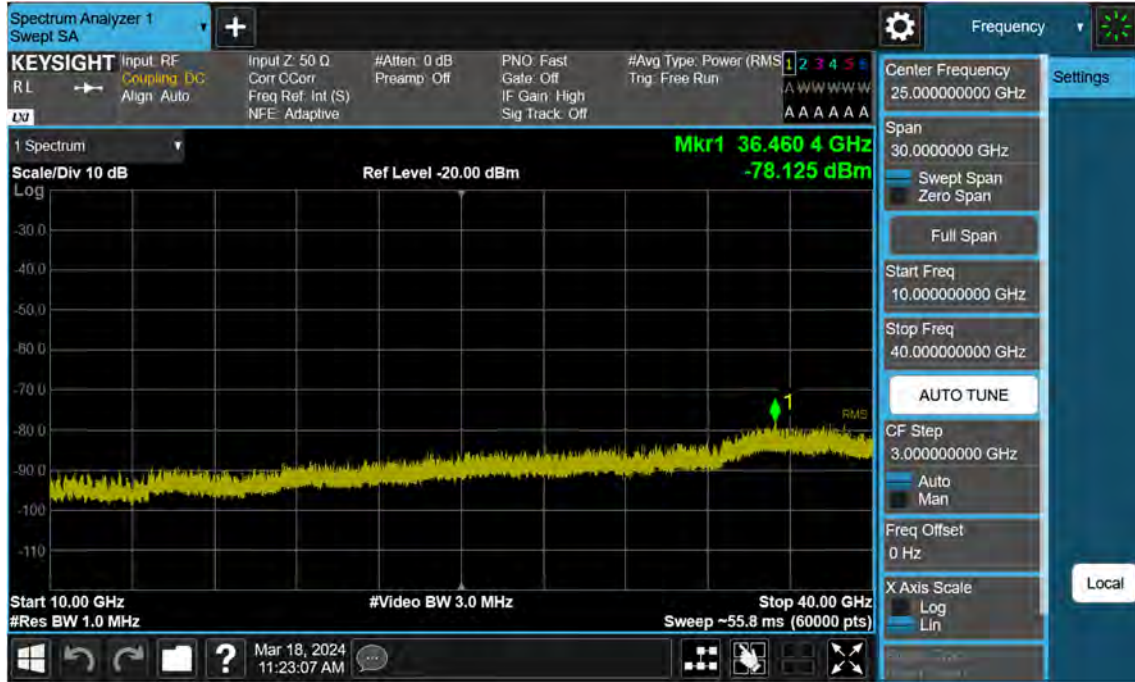 Spectrum Analyzer 1
Swept SA
Frequency
KEYSIGHT
RL
LXI
Input: RF
Coupling: DC
Align: Auto
Input Z: 50 Ω
Corr CCorr
Freq Ref: Int (S)
NFE: Adaptive
#Atten: 0 dB
Preamp: Off
PNO: Fast
Gate: Off
IF Gain: High
Sig Track: Off
#Avg Type: Power (RMS
Trig: Free Run
1 2 3 4 5 6
A W W W W W
A A A A A A
1 Spectrum
Scale/Div 10 dB
Log
Ref Level -20.00 dBm
Mkr1 36.460 4 GHz
-78.125 dBm
-30.0
-40.0
-50.0
-60.0
-70.0
-80.0
-90.0
-100
-110
1
RMS
Start 10.00 GHz
#Res BW 1.0 MHz
#Video BW 3.0 MHz
Stop 40.00 GHz
Sweep ~55.8 ms (60000 pts)
Center Frequency
25.000000000 GHz
Span
30.0000000 GHz
Swept Span
Zero Span
Full Span
Start Freq
10.000000000 GHz
Stop Freq
40.000000000 GHz
AUTO TUNE
CF Step
3.000000000 GHz
Auto
Man
Freq Offset
0 Hz
X Axis Scale
Log
Lin
Settings
Local
?
Mar 18, 2024
11:23:07 AM